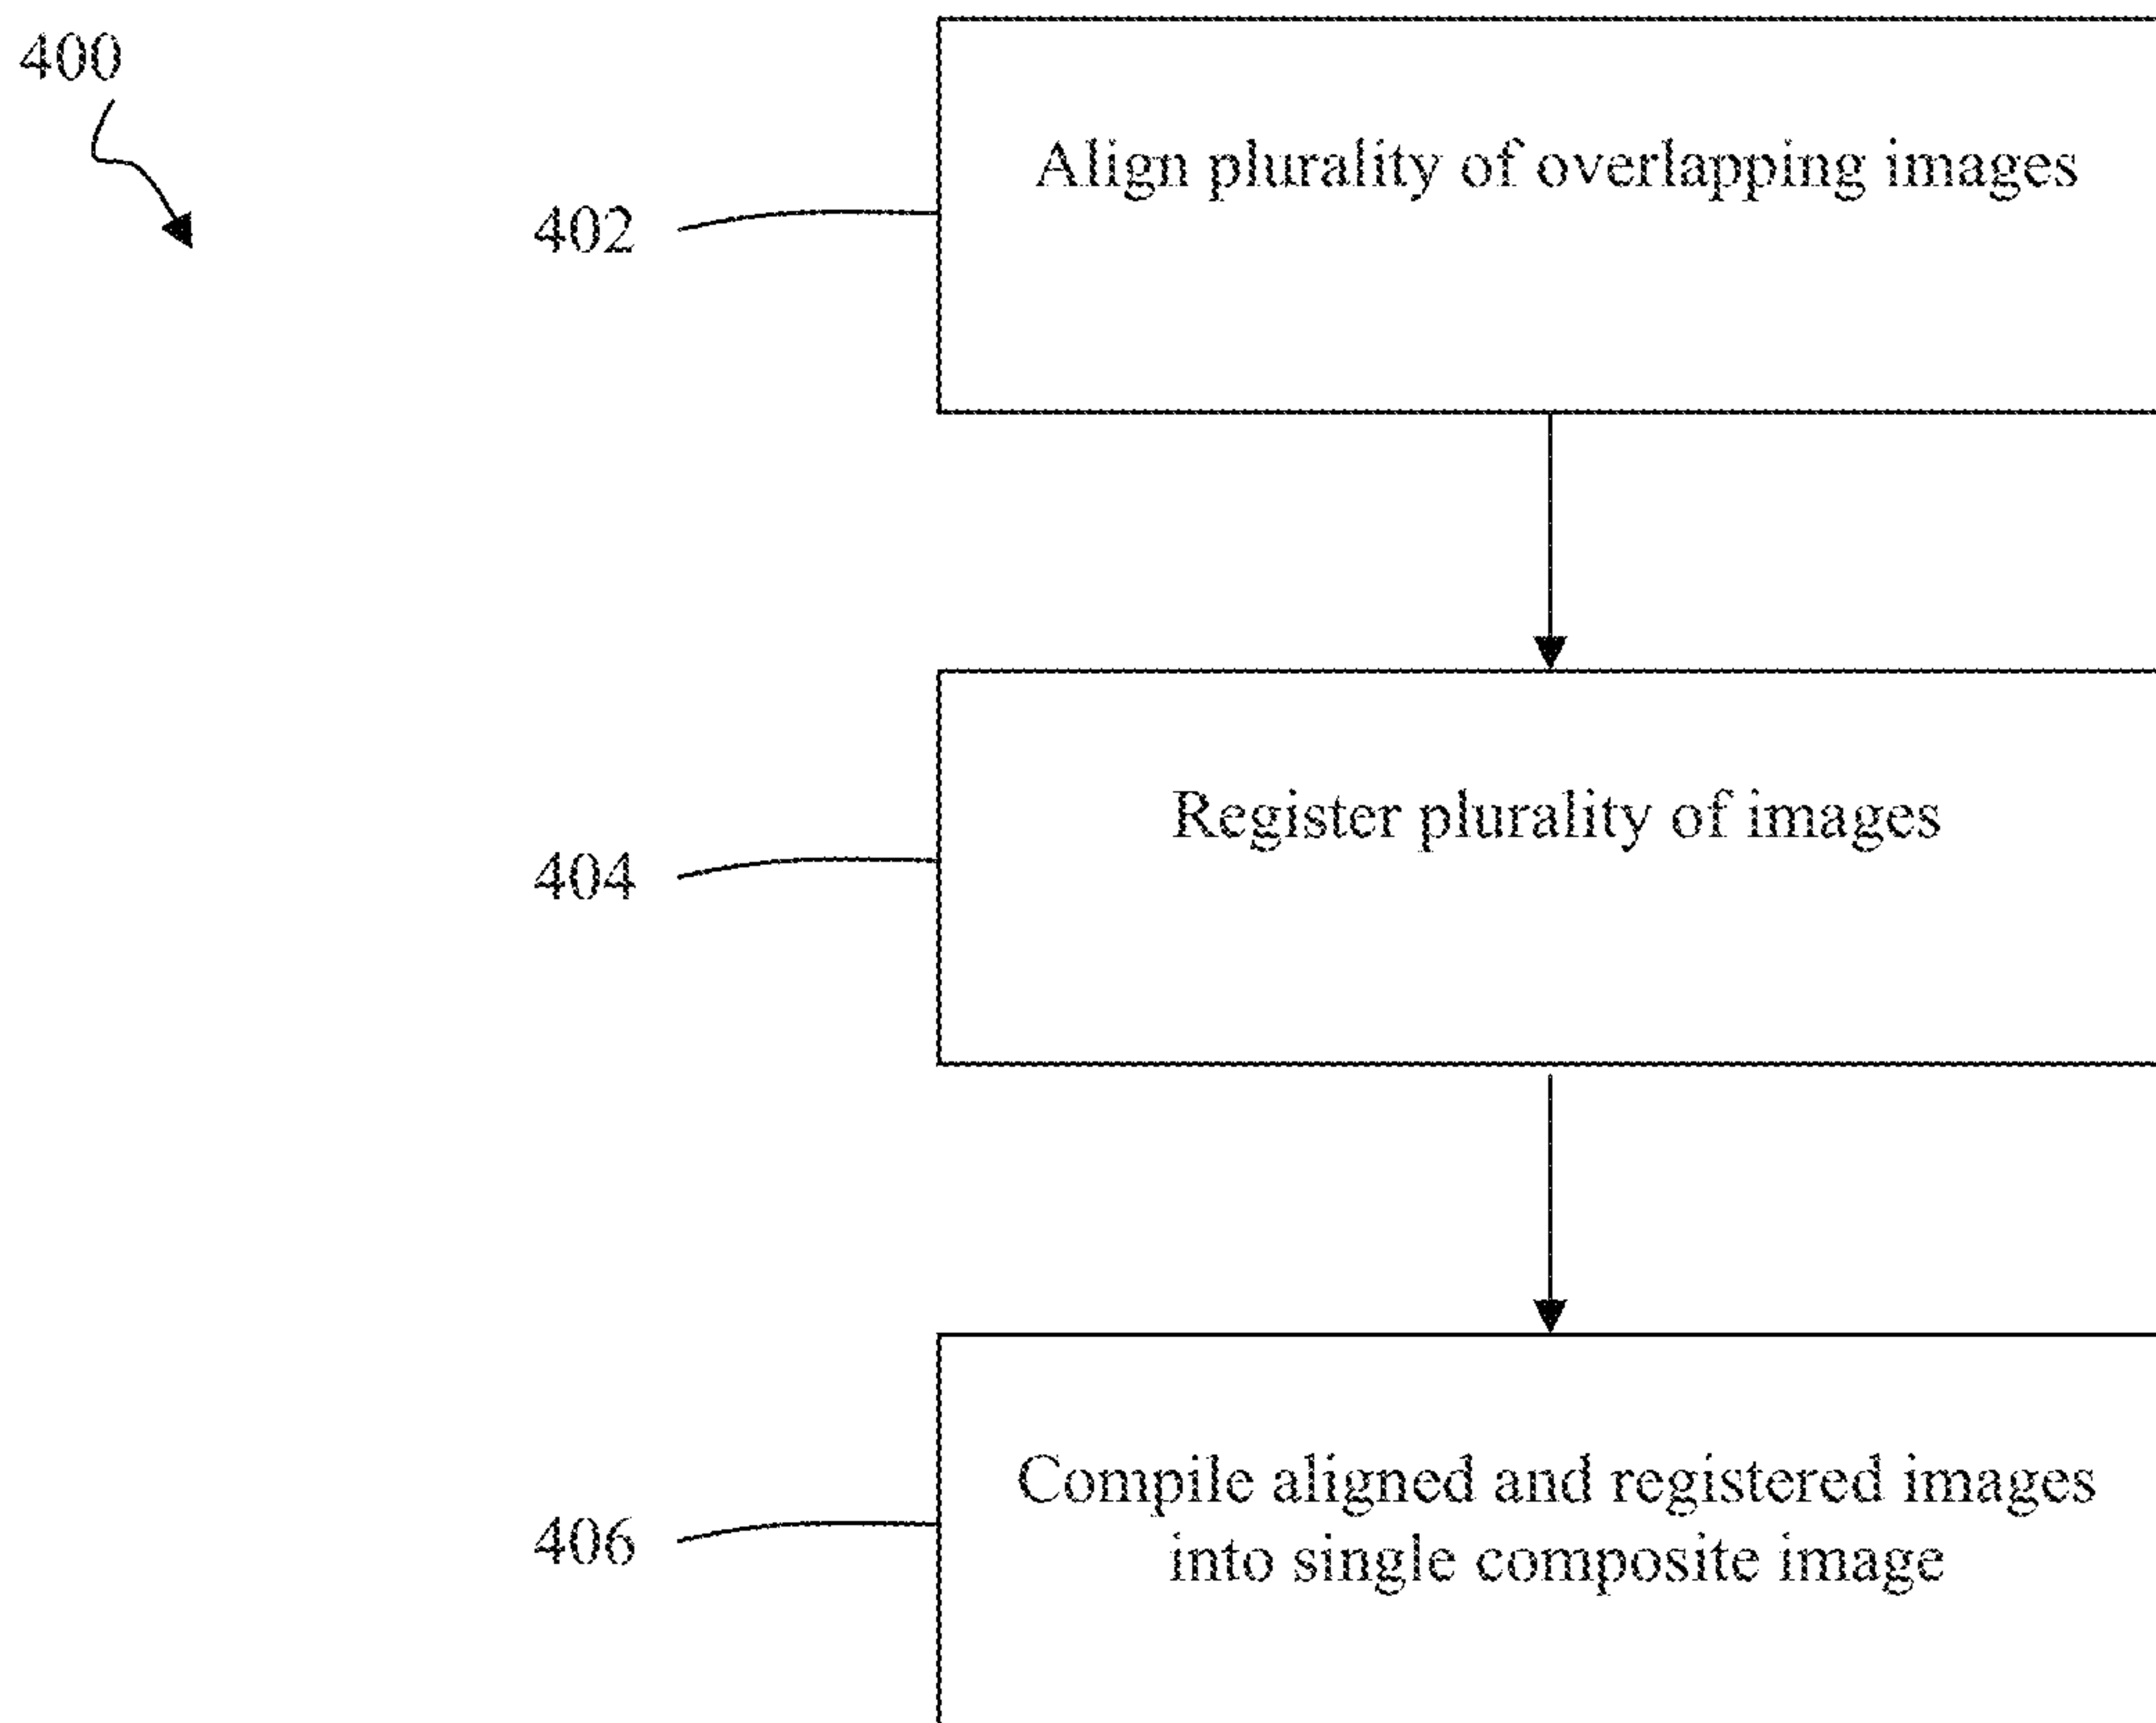 400
Align plurality of overlapping images
402
Register plurality of images
404
Compile aligned and registered images
into single composite image
406